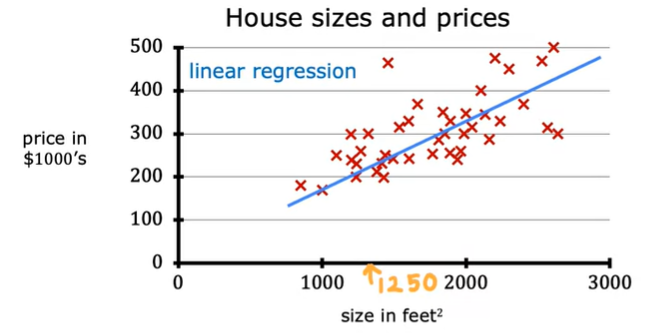 House sizes and prices
500
linear regression
400
300
price in
$1000's
200
100
0
0 1000 2000 3000
1250
size in feet²